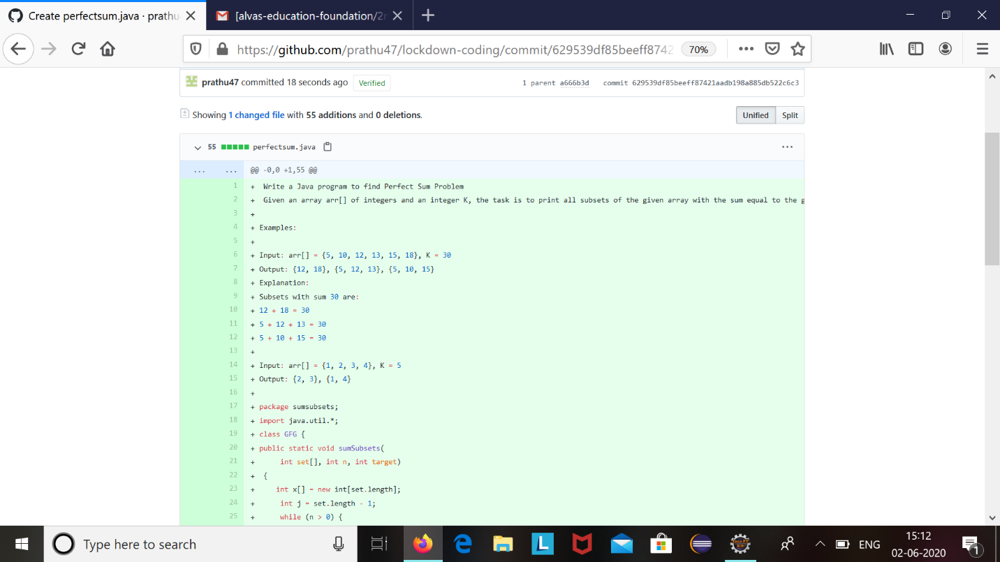 Create perfectsum.java · prathu
[alvas-education-foundation/2n
https://github.com/prathu47/lockdown-coding/commit/629539df85beeff8742
70%
prathu47 committed 18 seconds ago Verified
1 parent a666b3d commit 629539df85beeff87421aadb198a885db522c6c3
Showing 1 changed file with 55 additions and 0 deletions.
Unified Split
55 perfectsum.java
... ... @@ -0,0 +1,55 @@
1 + Write a Java program to find Perfect Sum Problem
2 + Given an array arr[] of integers and an integer K, the task is to print all subsets of the given array with the sum equal to the g
3 +
4 + Examples:
5 +
6 + Input: arr[] = {5, 10, 12, 13, 15, 18}, K = 30
7 + Output: {12, 18}, {5, 12, 13}, {5, 10, 15}
8 + Explanation:
9 + Subsets with sum 30 are:
10 + 12 + 18 = 30
11 + 5 + 12 + 13 = 30
12 + 5 + 10 + 15 = 30
13 +
14 + Input: arr[] = {1, 2, 3, 4}, K = 5
15 + Output: {2, 3}, {1, 4}
16 +
17 + package sumsubsets;
18 + import java.util.*;
19 + class GFG {
20 + public static void sumSubsets(
21 + int set[], int n, int target)
22 + {
23 + int x[] = new int[set.length];
24 + int j = set.length - 1;
25 + while (n > 0) {
Type here to search
L
Java EE
IDE
ENG
15:12
02-06-2020
1